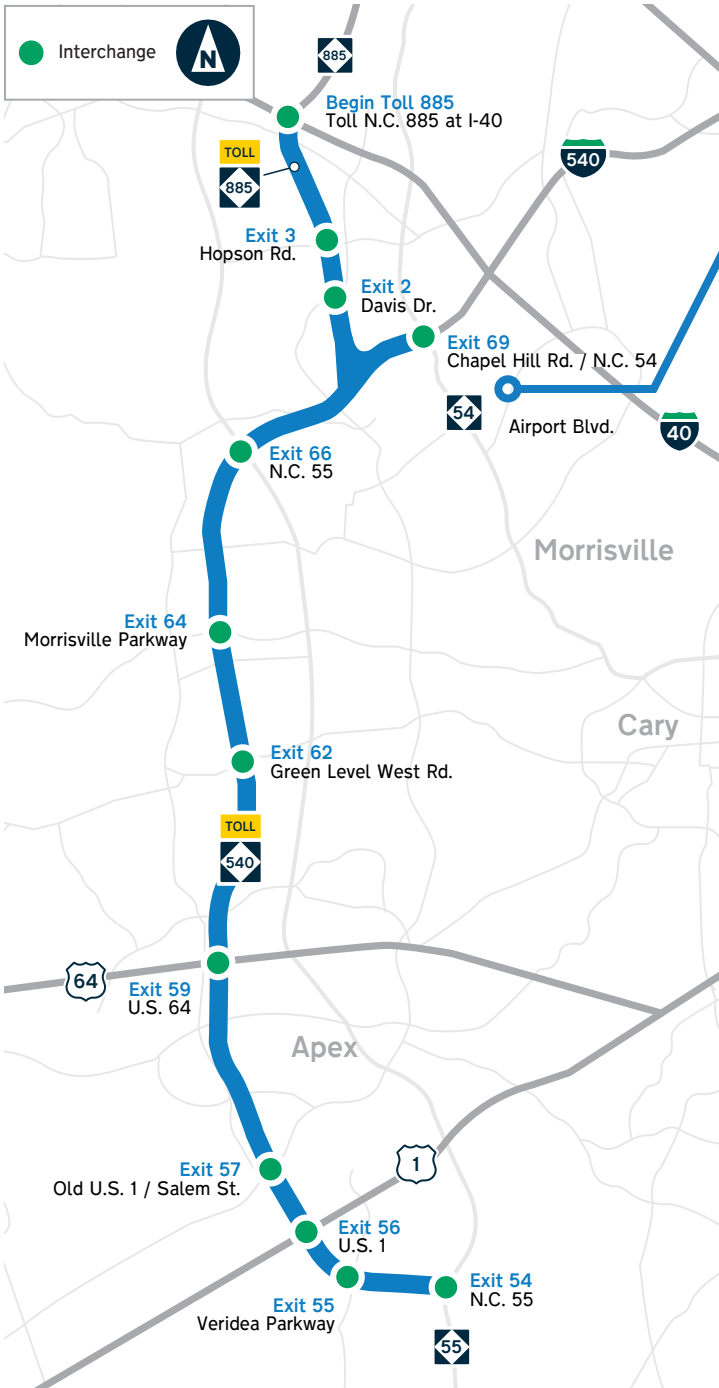 Interchange
N
885
Begin Toll 885
Toll N.C. 885 at I-40
TOLL
885
540
Exit 3
Hopson Rd.
Exit 2
Davis Dr.
Exit 69
Chapel Hill Rd. / N.C. 54
54
Airport Blvd.
40
Exit 66
N.C. 55
Morrisville
Exit 64
Morrisville Parkway
Cary
Exit 62
Green Level West Rd.
TOLL
540
64
Exit 59
U.S. 64
Apex
1
Exit 57
Old U.S. 1 / Salem St.
Exit 56
U.S. 1
Exit 55
Veridea Parkway
Exit 54
N.C. 55
55